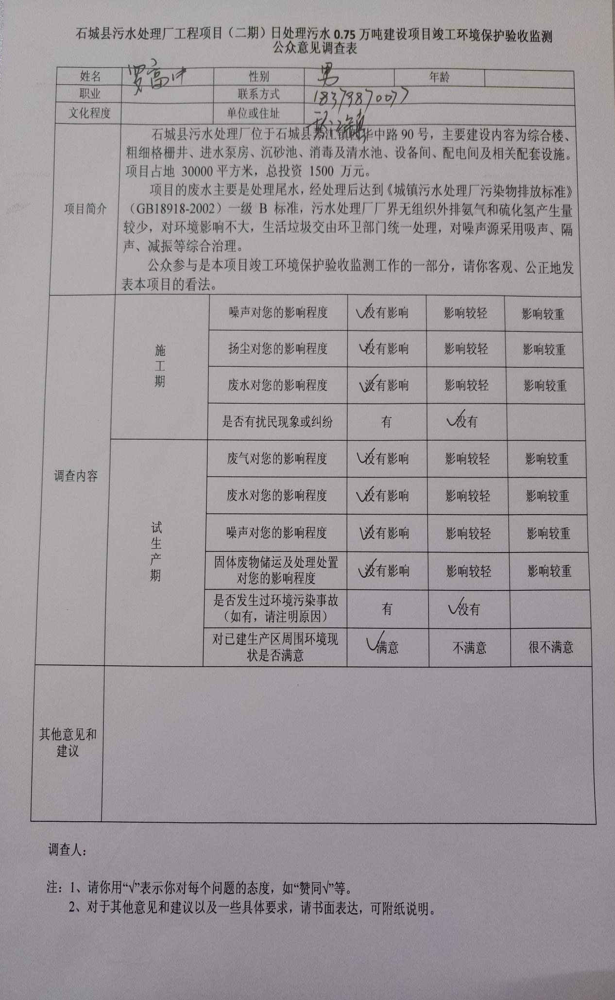 石城县污水处理厂工程项目（二期）日处理污水 0.75 万吨建设项目竣工环境保护验收监测
公众意见调查表
姓名 罗富中 性别 男 年龄
职业 联系方式 18379870077
文化程度 单位或住址 琴江镇
项目简介
石城县污水处理厂位于石城县琴江镇西华中路 90 号，主要建设内容为综合楼、
粗细格栅井、进水泵房、沉砂池、消毒及清水池、设备间、配电间及相关配套设施。
项目占地 30000 平方米，总投资 1500 万元。
项目的废水主要是处理尾水，经处理后达到《城镇污水处理厂污染物排放标准》
（GB18918-2002）一级 B 标准，污水处理厂厂界无组织外排氨气和硫化氢产生量
较少，对环境影响不大，生活垃圾交由环卫部门统一处理，对噪声源采用吸声、隔
声、减振等综合治理。
公众参与是本项目竣工环境保护验收监测工作的一部分，请你客观、公正地发
表本项目的看法。
调查内容
施
工
期
噪声对您的影响程度 √没有影响 影响较轻 影响较重
扬尘对您的影响程度 √没有影响 影响较轻 影响较重
废水对您的影响程度 √没有影响 影响较轻 影响较重
是否有扰民现象或纠纷 有 √没有
试
生
产
期
废气对您的影响程度 √没有影响 影响较轻 影响较重
废水对您的影响程度 √没有影响 影响较轻 影响较重
噪声对您的影响程度 √没有影响 影响较轻 影响较重
固体废物储运及处理处置
对您的影响程度 √没有影响 影响较轻 影响较重
是否发生过环境污染事故
（如有，请注明原因） 有 √没有
对已建生产区周围环境现
状是否满意 √满意 不满意 很不满意
其他意见和
建议
调查人：
注：1、请你用“√”表示你对每个问题的态度，如“赞同√”等。
2、对于其他意见和建议以及一些具体要求，请书面表达，可附纸说明。